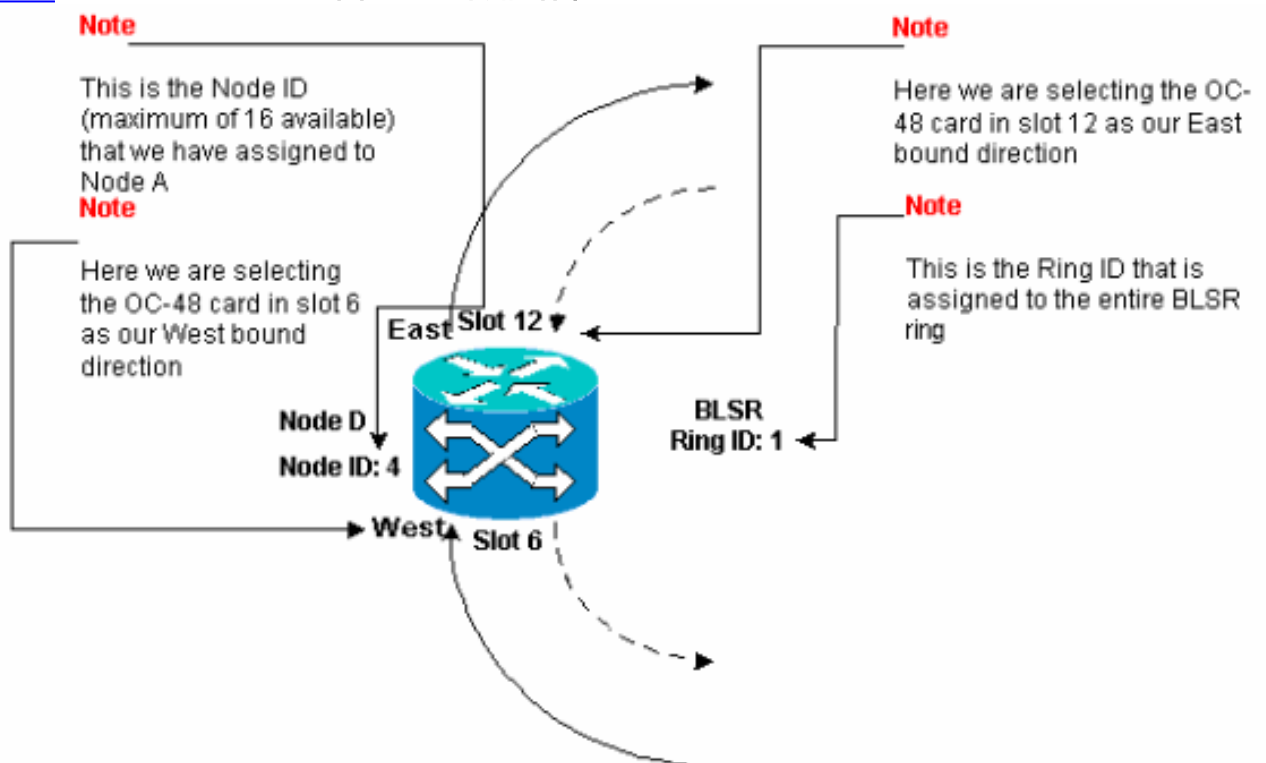 Note
This is the Node ID
(maximum of 16 available)
that we have assigned to
Node A
Note
Here we are selecting
the OC-48 card in slot 6
as our West bound
direction
Note
Here we are selecting the OC-
48 card in slot 12 as our East
bound direction
Note
This is the Ring ID that is
assigned to the entire BLSR
ring
East
Slot 12
Node D
Node ID: 4
BLSR
Ring ID: 1
West
Slot 6